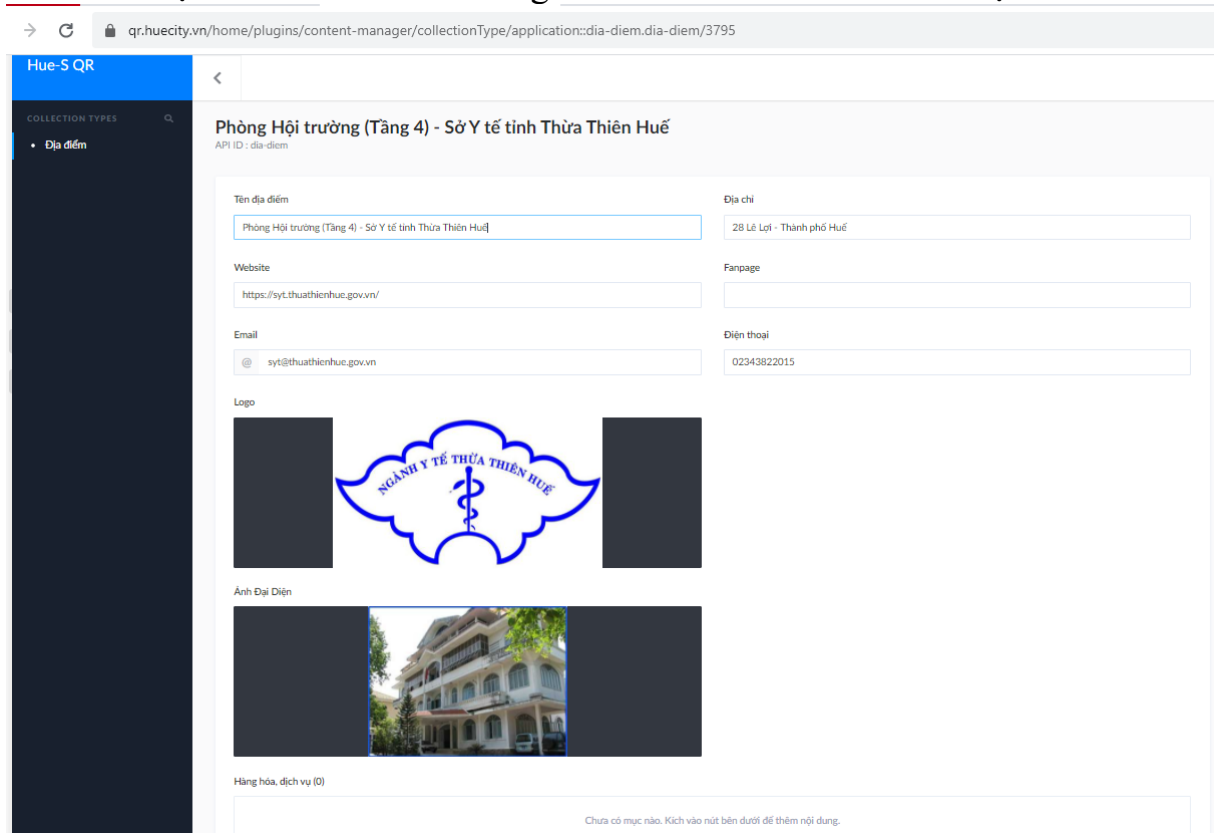 qr.huecity.vn/home/plugins/content-manager/collectionType/application::dia-diem.dia-diem/3795
Hue-S QR
COLLECTION TYPES
Địa điểm
Phòng Hội trường (Tầng 4) - Sở Y tế tỉnh Thừa Thiên Huế
API ID : dia-diem
Tên địa điểm
Địa chỉ
Phòng Hội trường (Tầng 4) - Sở Y tế tỉnh Thừa Thiên Huế
28 Lê Lợi - Thành phố Huế
Website
Fanpage
https://syt.thuathienhue.gov.vn/
Email
Điện thoại
@ syt@thuathienhue.gov.vn
02343822015
Logo
NGÀNH Y TẾ THỪA THIÊN HUẾ
Ảnh Đại Diện
Hàng hóa, dịch vụ (0)
Chưa có mục nào. Kích vào nút bên dưới để thêm nội dung.